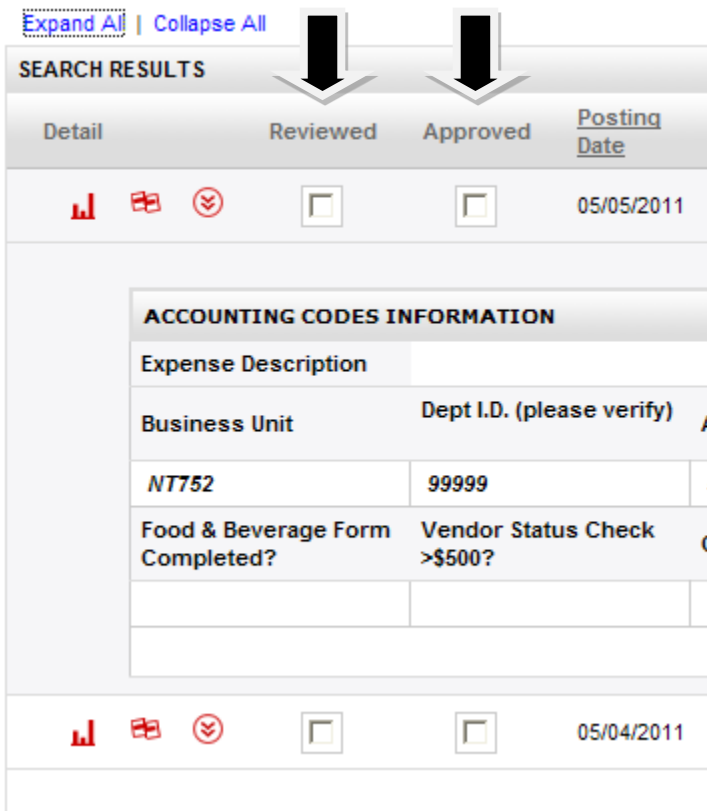 Expand All | Collapse All
SEARCH RESULTS
Detail Reviewed Approved Posting
Date
05/05/2011
ACCOUNTING CODES INFORMATION
Expense Description
Business Unit Dept I.D. (please verify)
NT752 99999
Food & Beverage Form Vendor Status Check
Completed? >$500?
05/04/2011